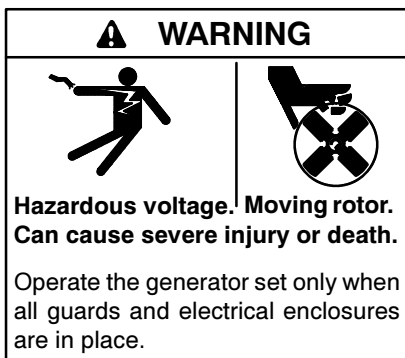 WARNING
Hazardous voltage. Moving rotor.
Can cause severe injury or death.
Operate the generator set only when
all guards and electrical enclosures
are in place.